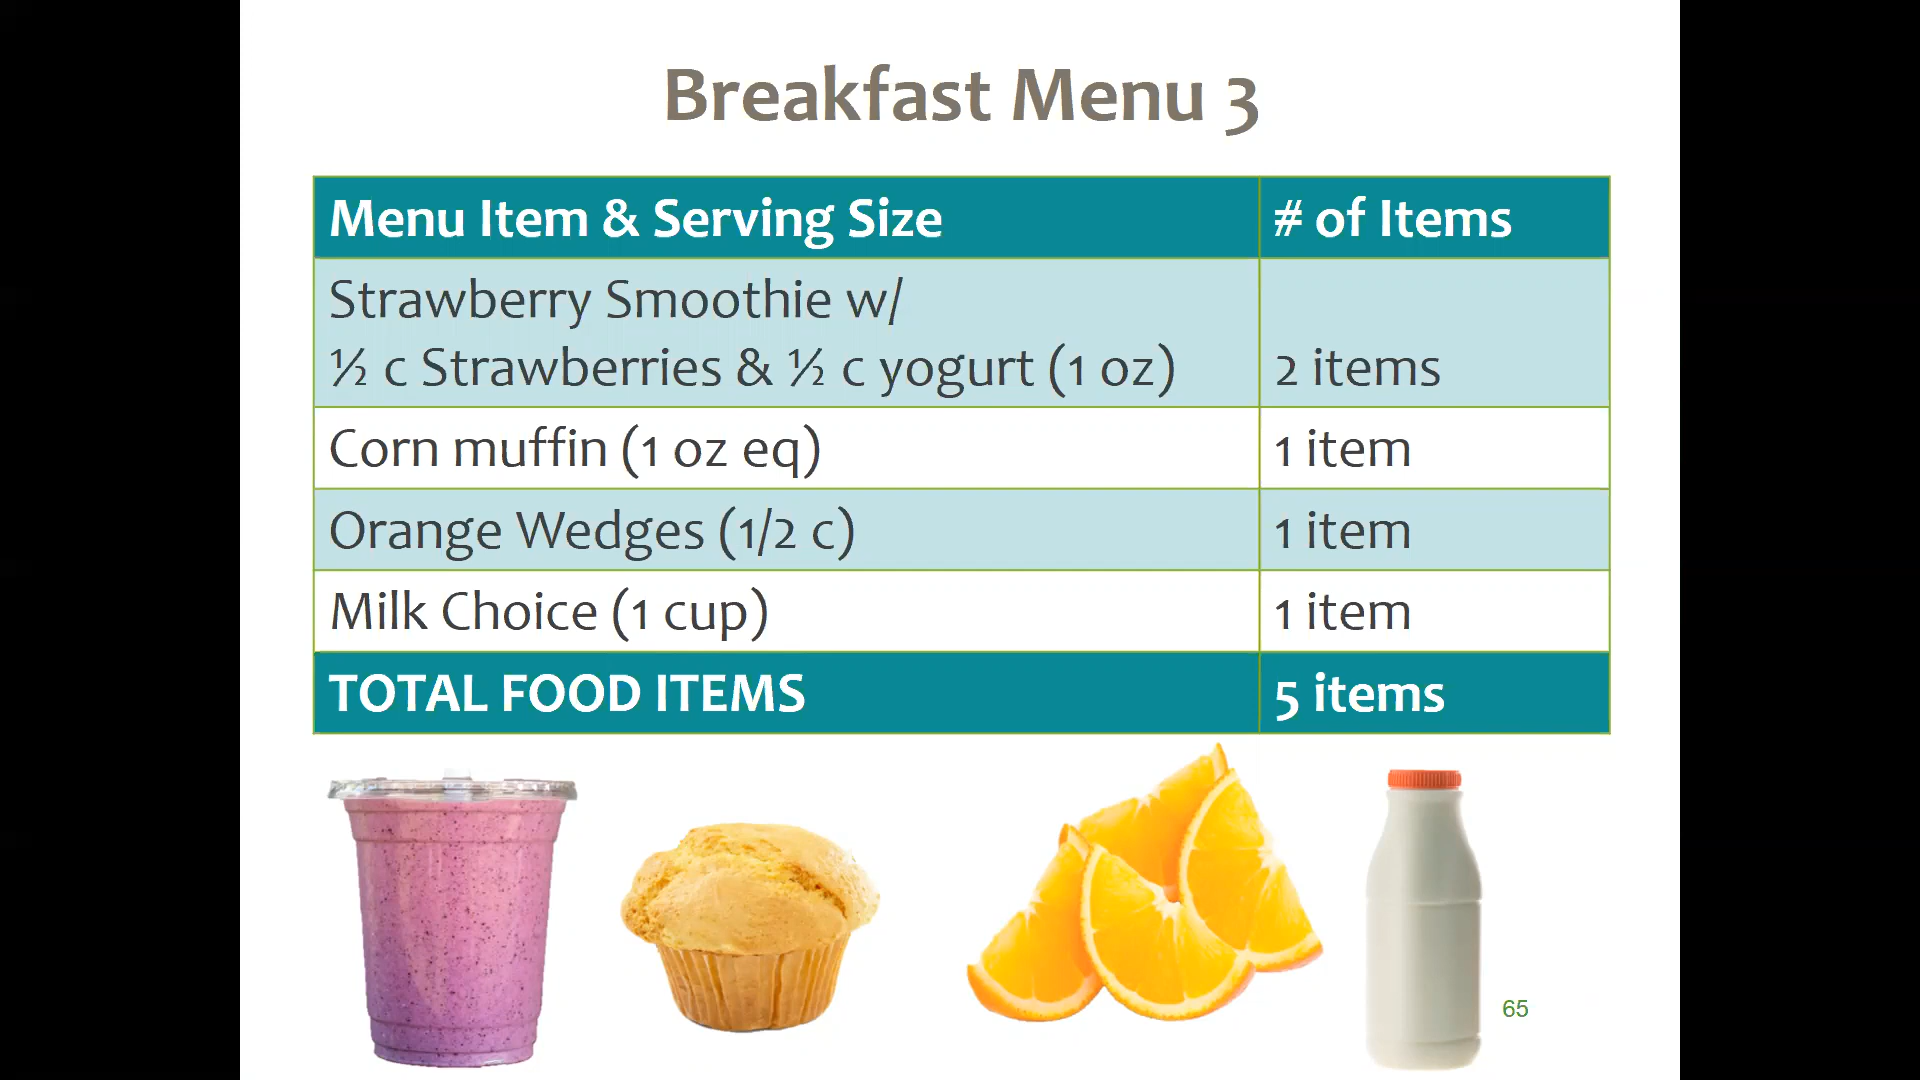 Breakfast Menu 3
Menu Item & Serving Size # of Items
Strawberry Smoothie w/
½ c Strawberries & ½ c yogurt (1 oz) 2 items
Corn muffin (1 oz eq) 1 item
Orange Wedges (1/2 c) 1 item
Milk Choice (1 cup) 1 item
TOTAL FOOD ITEMS 5 items
65